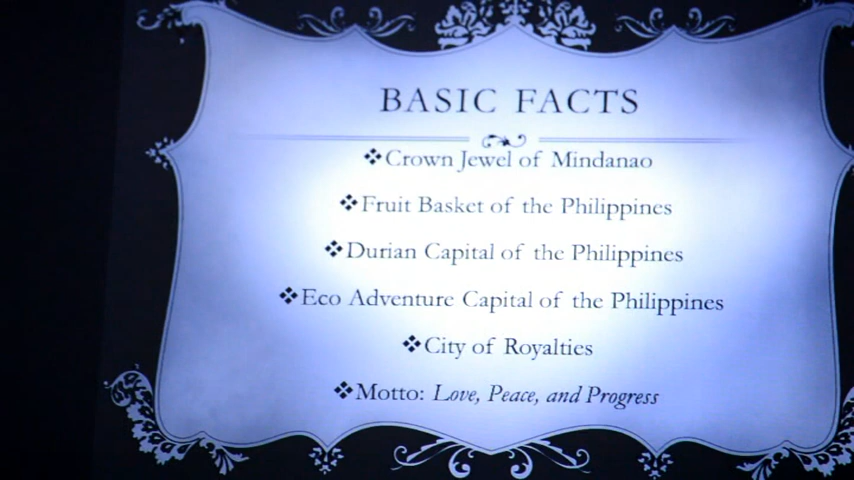 BASIC FACTS
❖Crown Jewel of Mindanao
❖Fruit Basket of the Philippines
❖Durian Capital of the Philippines
❖Eco Adventure Capital of the Philippines
❖City of Royalties
❖Motto: Love, Peace, and Progress